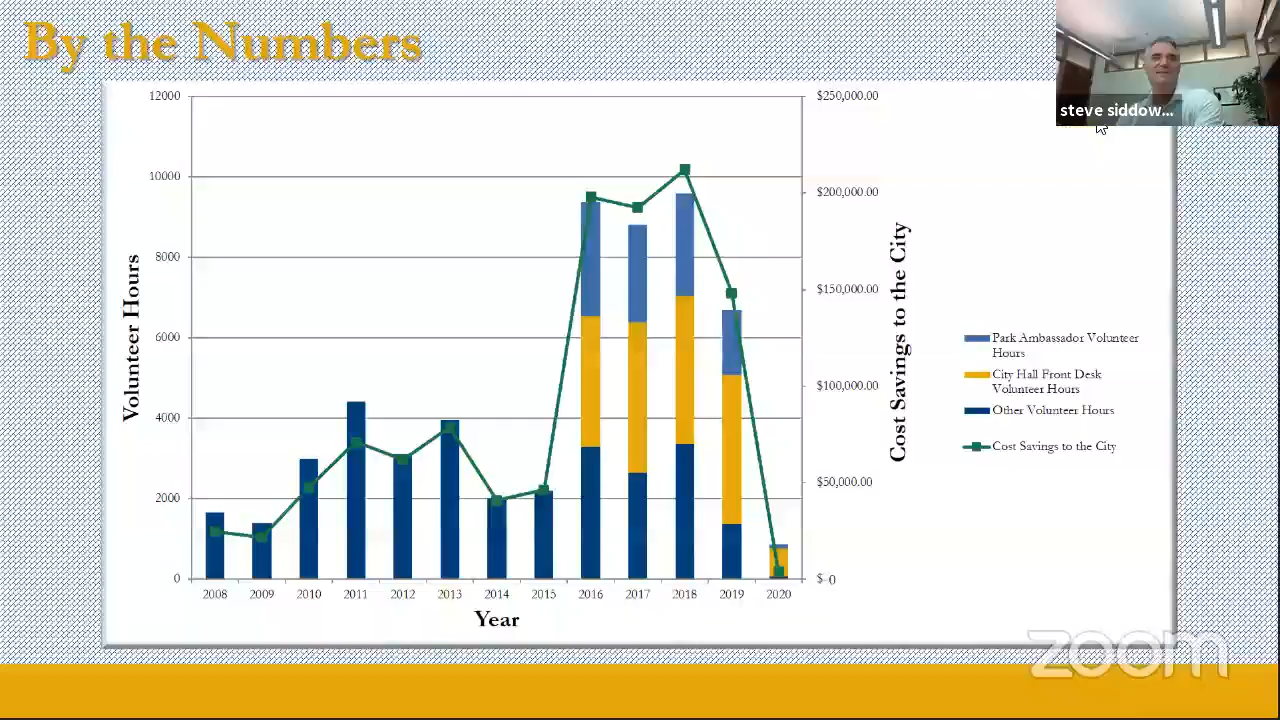 By the Numbers
steve siddow...
12000
10000
8000
6000
4000
2000
0
Volunteer Hours
$250,000.00
$200,000.00
$150,000.00
$100,000.00
$50,000.00
$-0
Cost Savings to the City
2008 2009 2010 2011 2012 2013 2014 2015 2016 2017 2018 2019 2020
Year
Park Ambassador Volunteer
Hours
City Hall Front Desk
Volunteer Hours
Other Volunteer Hours
Cost Savings to the City
zoom